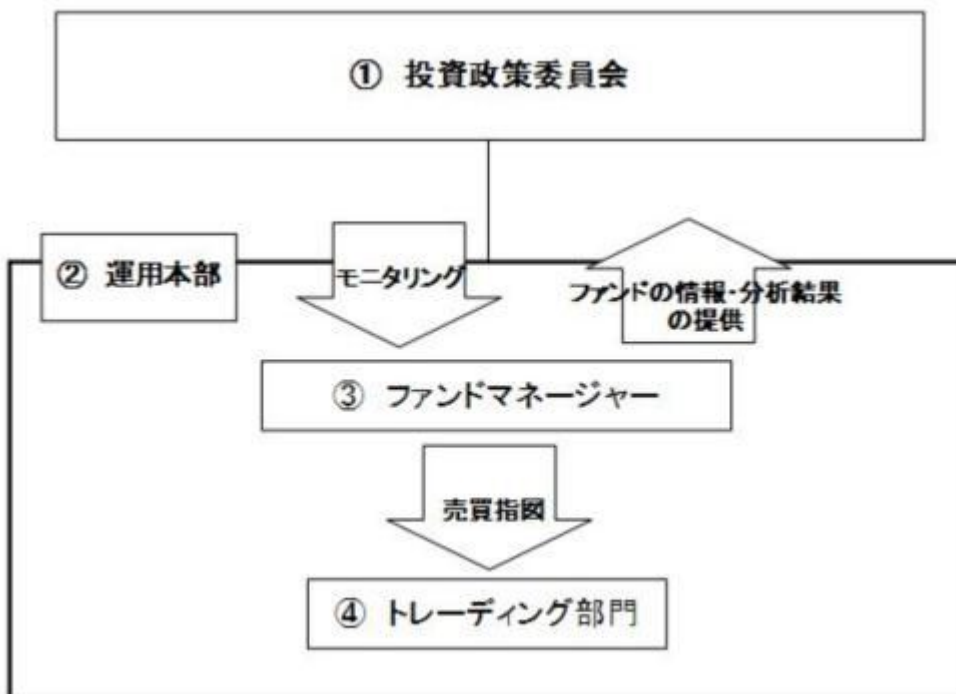 ① 投資政策委員会
② 運用本部
モニタリング
ファンドの情報・分析結果
の提供
③ ファンドマネージャー
売買指図
④ トレーディング部門